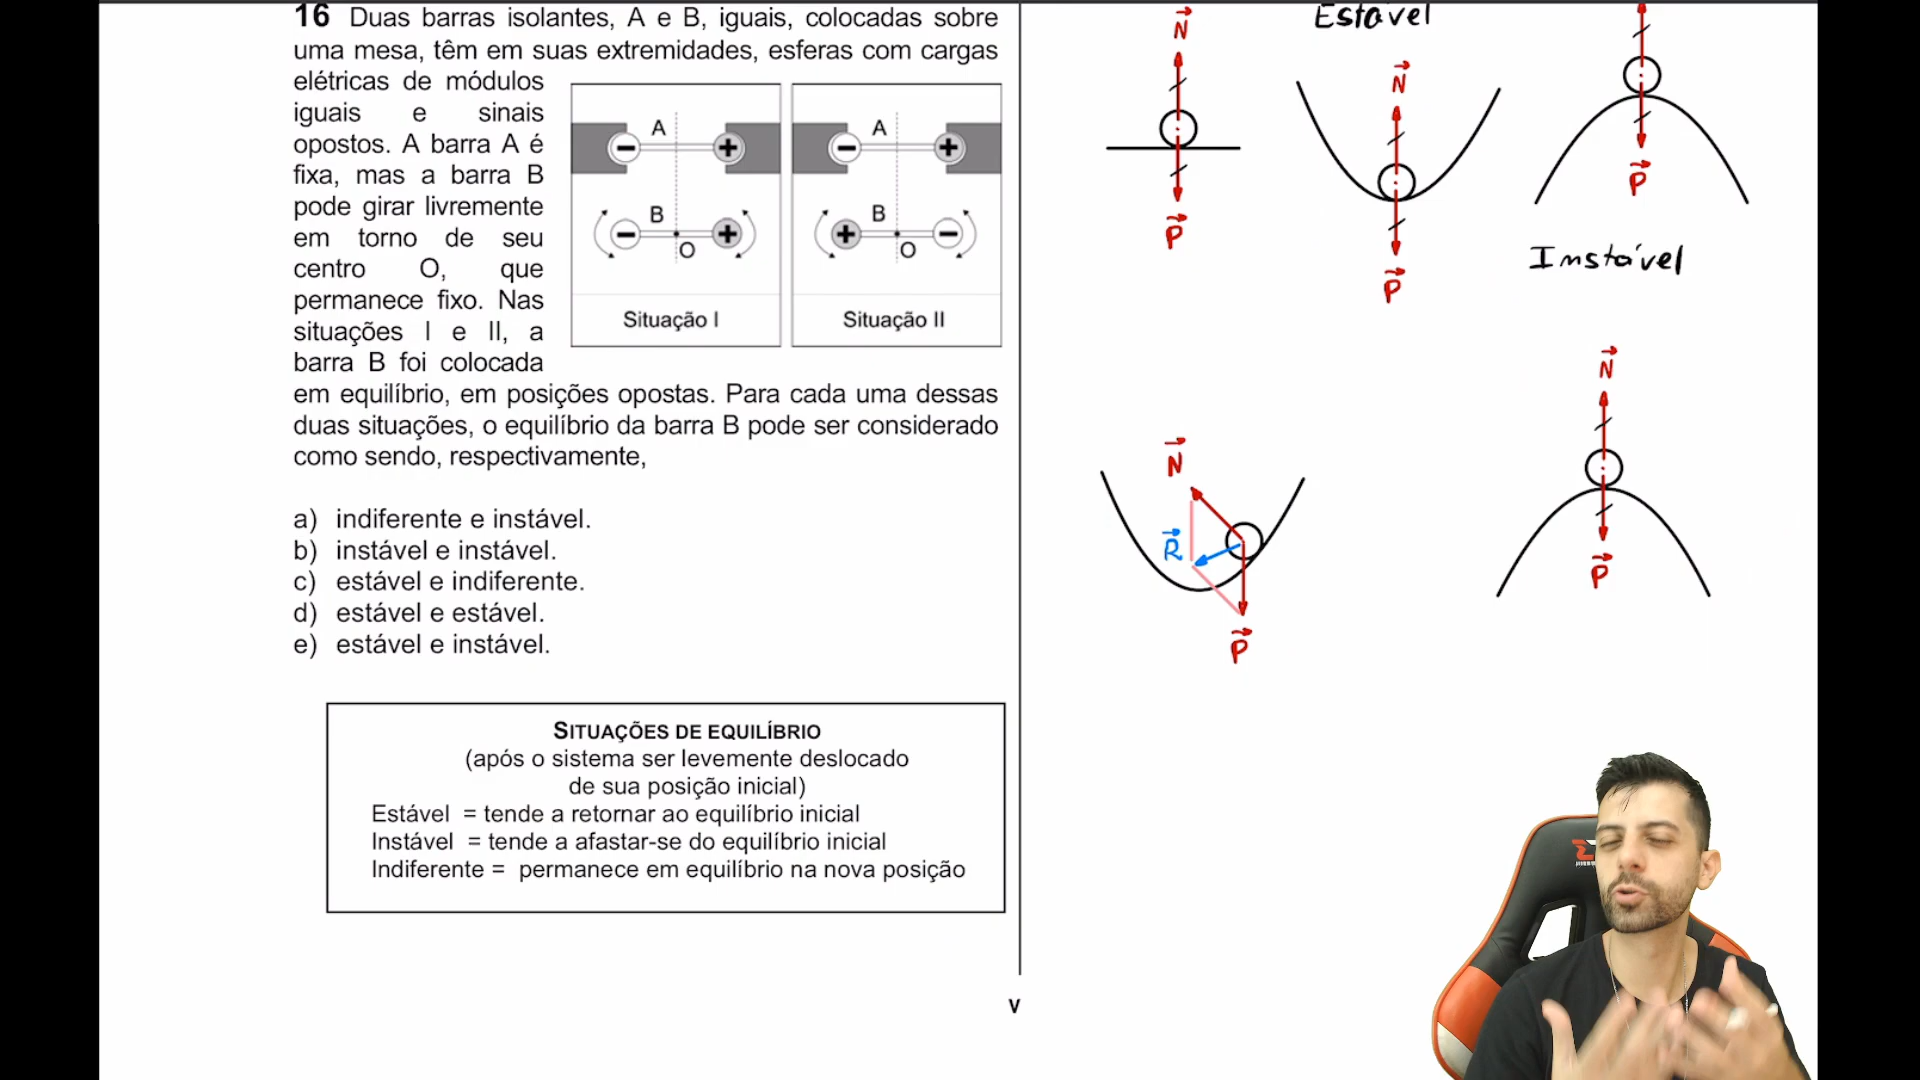 16 Duas barras isolantes, A e B, iguais, colocadas sobre
uma mesa, têm em suas extremidades, esferas com cargas
elétricas de módulos
iguais e sinais
opostos. A barra A é
fixa, mas a barra B
pode girar livremente
em torno de seu
centro O, que
permanece fixo. Nas
situações I e II, a
barra B foi colocada
em equilíbrio, em posições opostas. Para cada uma dessas
duas situações, o equilíbrio da barra B pode ser considerado
como sendo, respectivamente,
A
− +
B
− +
O
Situação I
A
− +
B
+ −
O
Situação II
a) indiferente e instável.
b) instável e instável.
c) estável e indiferente.
d) estável e estável.
e) estável e instável.
SITUAÇÕES DE EQUILÍBRIO
(após o sistema ser levemente deslocado
de sua posição inicial)
Estável = tende a retornar ao equilíbrio inicial
Instável = tende a afastar-se do equilíbrio inicial
Indiferente = permanece em equilíbrio na nova posição
V
Estável
N
P
N
P
P
Instável
N
R
P
N
P